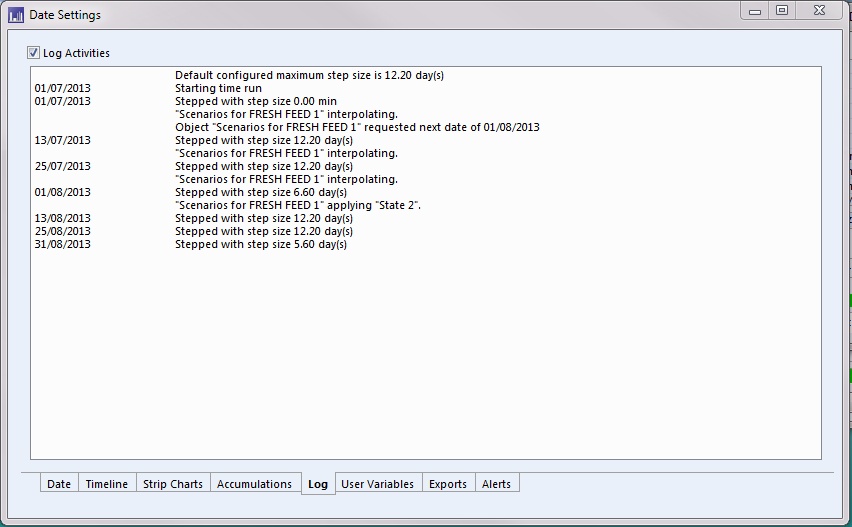 Date Settings
Log Activities
Default configured maximum step size is 12.20 day(s)
01/07/2013 Starting time run
01/07/2013 Stepped with step size 0.00 min
"Scenarios for FRESH FEED 1" interpolating.
Object "Scenarios for FRESH FEED 1" requested next date of 01/08/2013
13/07/2013 Stepped with step size 12.20 day(s)
"Scenarios for FRESH FEED 1" interpolating.
25/07/2013 Stepped with step size 12.20 day(s)
"Scenarios for FRESH FEED 1" interpolating.
01/08/2013 Stepped with step size 6.60 day(s)
"Scenarios for FRESH FEED 1" applying "State 2".
13/08/2013 Stepped with step size 12.20 day(s)
25/08/2013 Stepped with step size 12.20 day(s)
31/08/2013 Stepped with step size 5.60 day(s)
Date Timeline Strip Charts Accumulations Log User Variables Exports Alerts